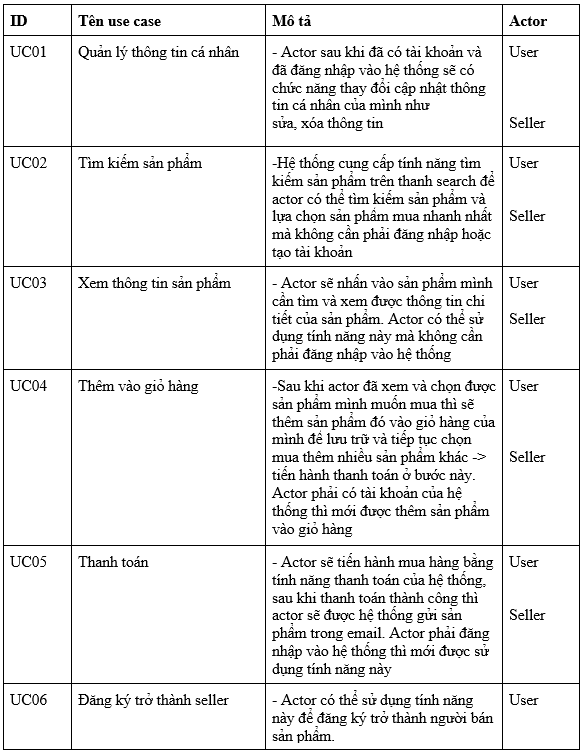 ID Tên use case Mô tả Actor
UC01 Quản lý thông tin cá nhân - Actor sau khi đã có tài khoản và User
đã đăng nhập vào hệ thống sẽ có
chức năng thay đổi cập nhật thông
tin cá nhân của mình như
sửa, xóa thông tin Seller
UC02 Tìm kiếm sản phẩm -Hệ thống cung cấp tính năng tìm User
kiếm sản phẩm trên thanh search để
actor có thể tìm kiếm sản phẩm và
lựa chọn sản phẩm mua nhanh nhất Seller
mà không cần phải đăng nhập hoặc
tạo tài khoản
UC03 Xem thông tin sản phẩm - Actor sẽ nhấn vào sản phẩm mình User
cần tìm và xem được thông tin chi
tiết của sản phẩm. Actor có thể sử Seller
dụng tính năng này mà không cần
phải đăng nhập vào hệ thống
UC04 Thêm vào giỏ hàng -Sau khi actor đã xem và chọn được User
sản phẩm mình muốn mua thì sẽ
thêm sản phẩm đó vào giỏ hàng của
mình để lưu trữ và tiếp tục chọn
mua thêm nhiều sản phẩm khác -> Seller
tiến hành thanh toán ở bước này.
Actor phải có tài khoản của hệ
thống thì mới được thêm sản phẩm
vào giỏ hàng
UC05 Thanh toán - Actor sẽ tiến hành mua hàng bằng User
tính năng thanh toán của hệ thống,
sau khi thanh toán thành công thì
actor sẽ được hệ thống gửi sản Seller
phẩm trong email. Actor phải đăng
nhập vào hệ thống thì mới được sử
dụng tính năng này
UC06 Đăng ký trở thành seller - Actor có thể sử dụng tính năng User
này để đăng ký trở thành người bán
sản phẩm.